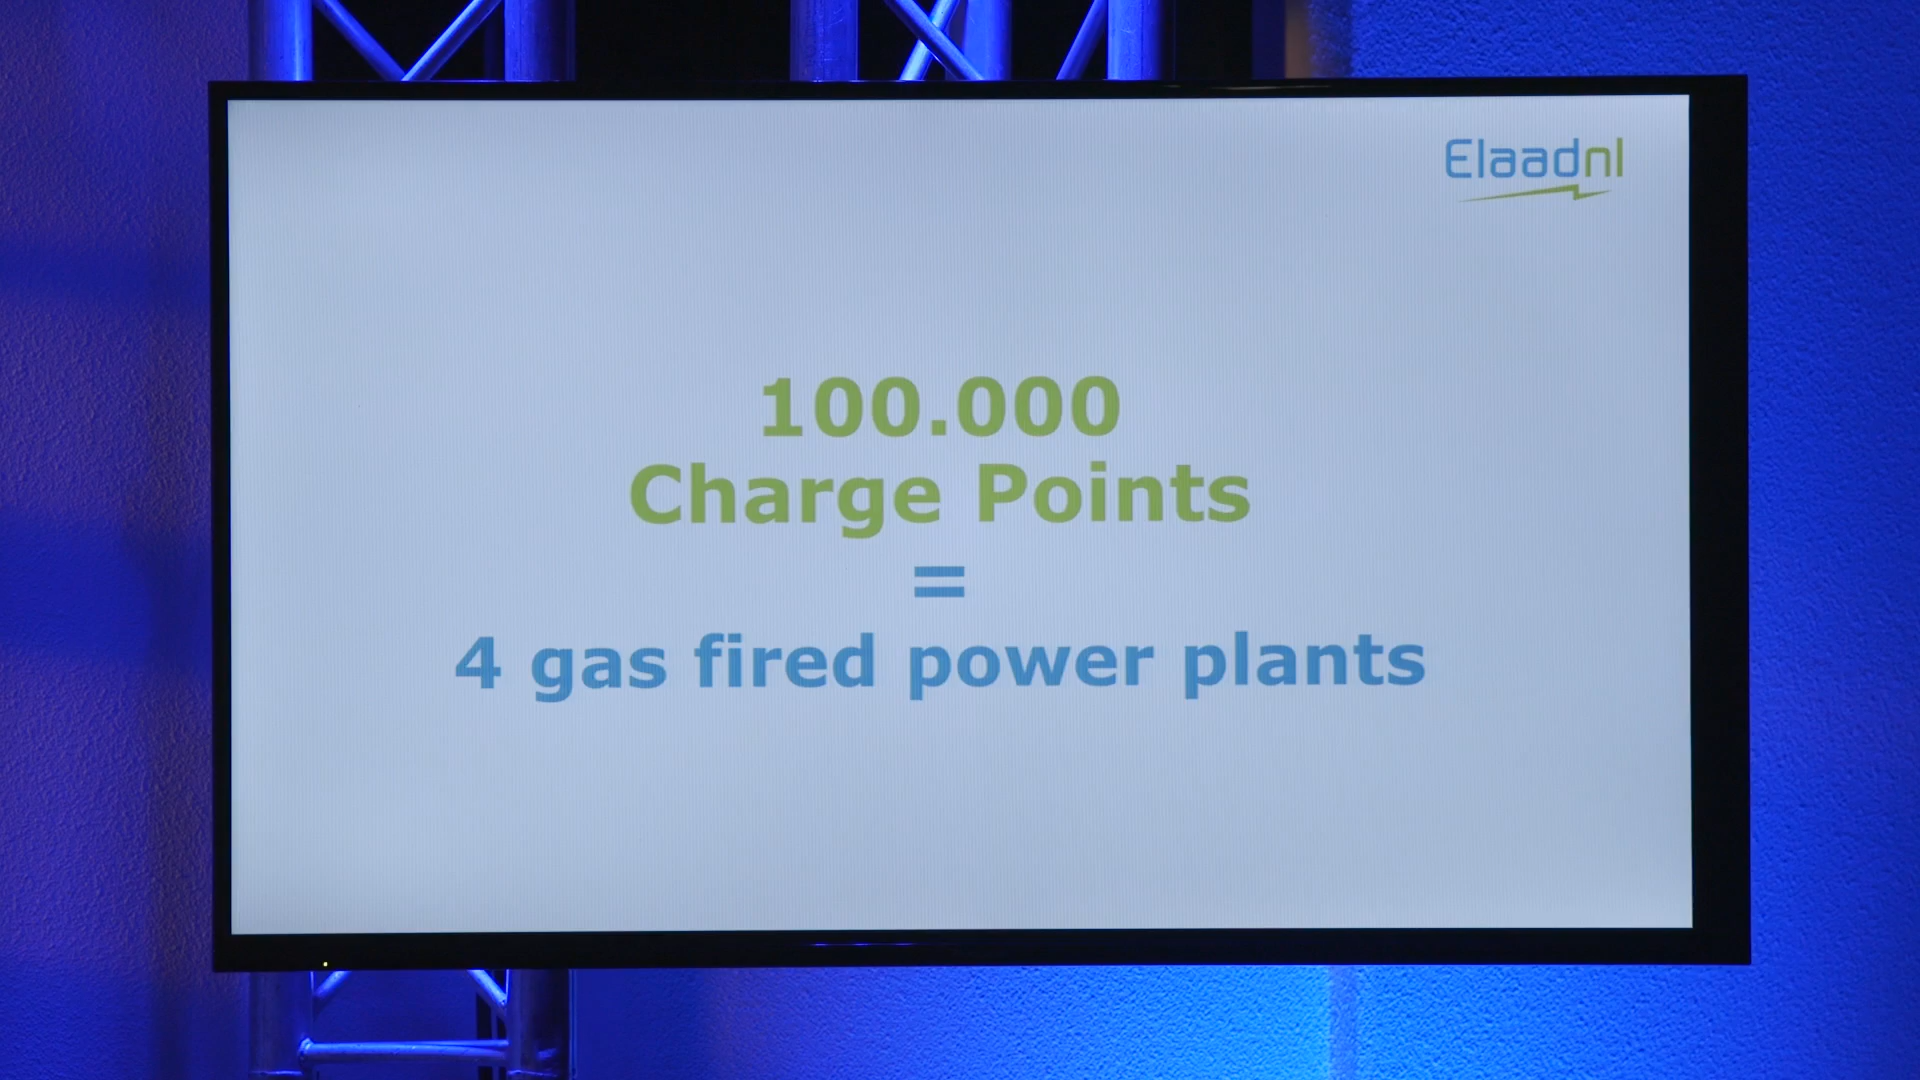 Elaadnl
100.000
Charge Points
=
4 gas fired power plants